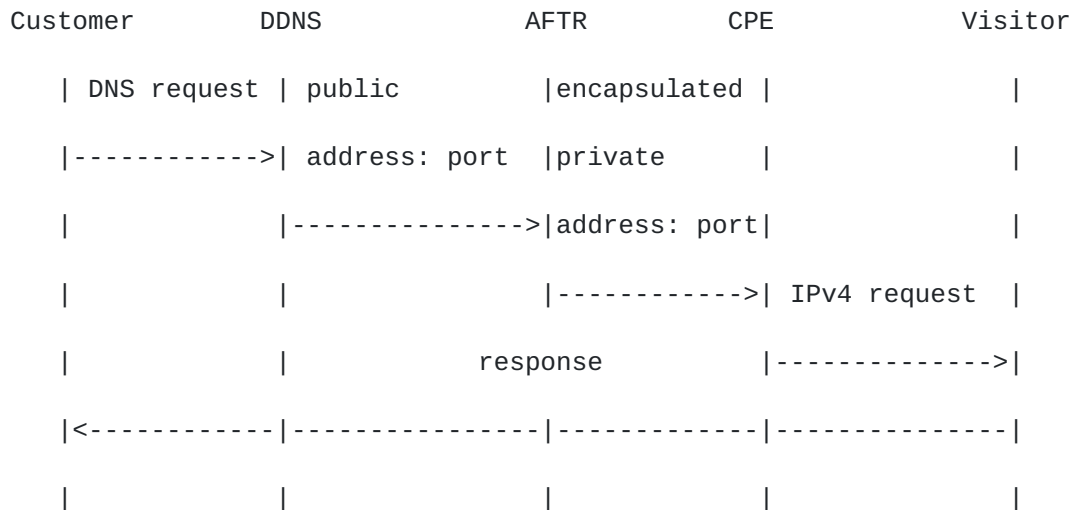 Customer        DDNS             AFTR         CPE            Visitor
   | DNS request | public         |encapsulated |               |
   |------------>| address: port  |private      |               |
   |             |--------------->|address: port|               |
   |             |                |------------>| IPv4 request  |
   |             |            response          |-------------->|
   |<------------|----------------|-------------|---------------|
   |             |                |             |               |